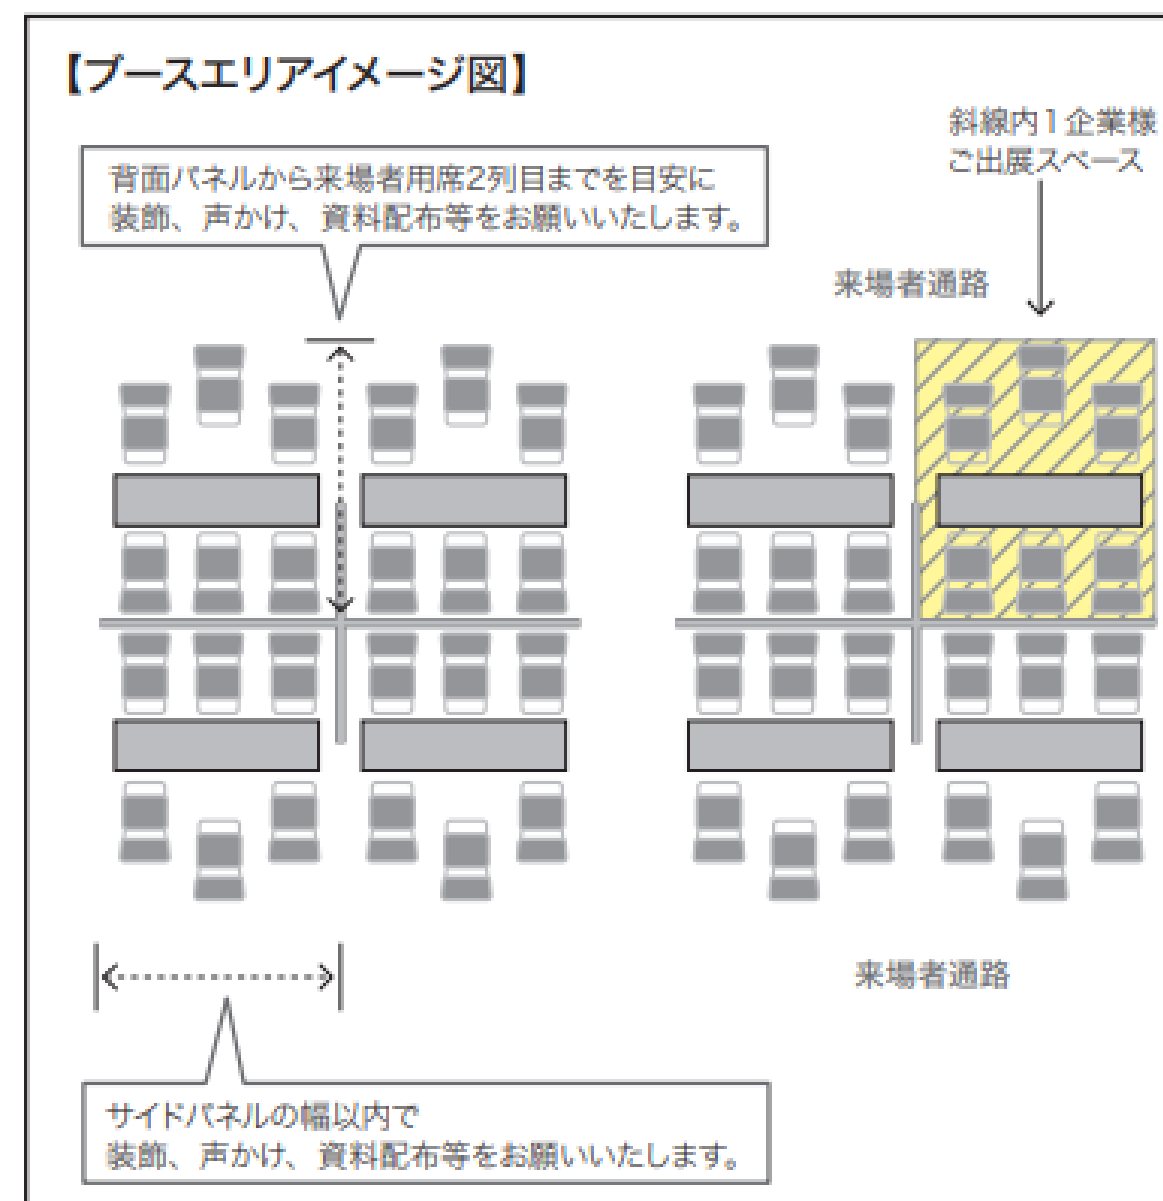 【ブースエリアイメージ図】
斜線内1企業様
ご出展スペース
背面パネルから来場者用席2列目までを目安に
装飾、声かけ、資料配布等をお願いいたします。
来場者通路
来場者通路
サイドパネルの幅以内で
装飾、声かけ、資料配布等をお願いいたします。